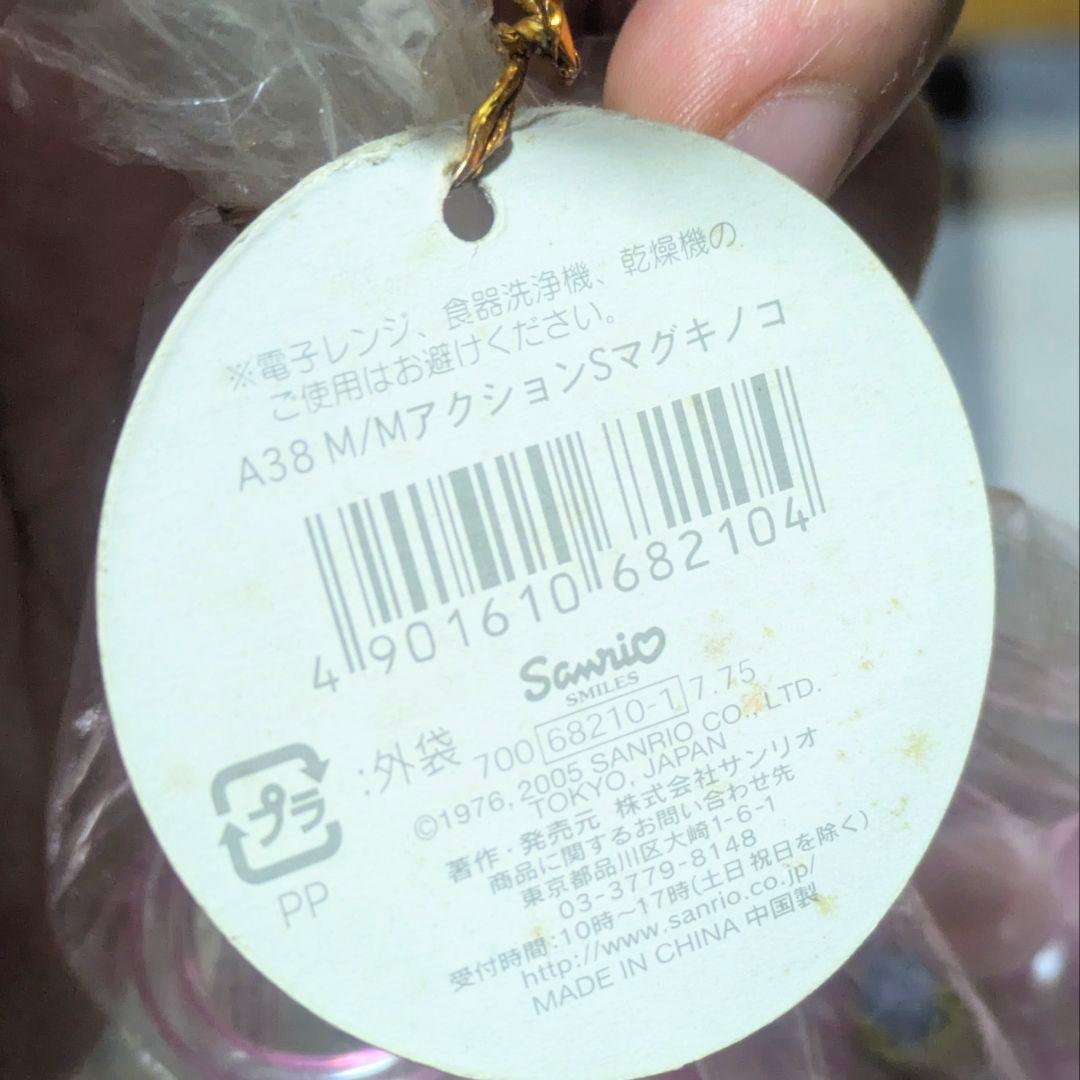 ※電子レンジ、食器洗浄機、乾燥機の
ご使用はお避けください。
A38 M/MアクションSマグキノコ
4 901610 682104
Sanrio
SMILES
プラ
PP
:外袋
700 68210-1 7.75
©1976, 2005 SANRIO CO., LTD.
TOKYO, JAPAN
著作・発売元 株式会社サンリオ
商品に関するお問い合わせ先
東京都品川区大崎1-6-1
03-3779-8148
受付時間:10時~17時(土日祝日を除く)
http://www.sanrio.co.jp/
MADE IN CHINA 中国製